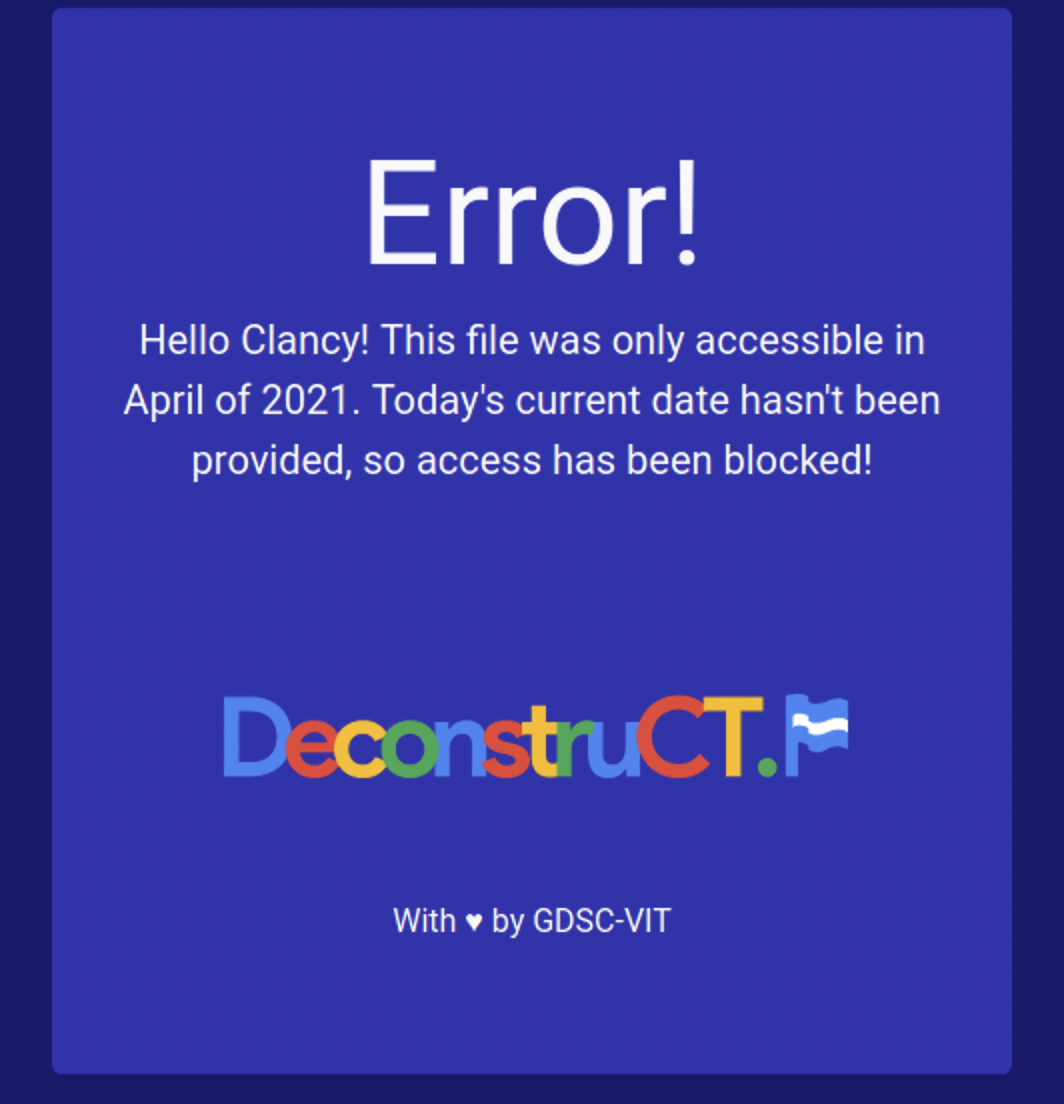 Error!
Hello Clancy! This file was only accessible in
April of 2021. Today's current date hasn't been
provided, so access has been blocked!
DeconstruCT.F
With ♥ by GDSC-VIT